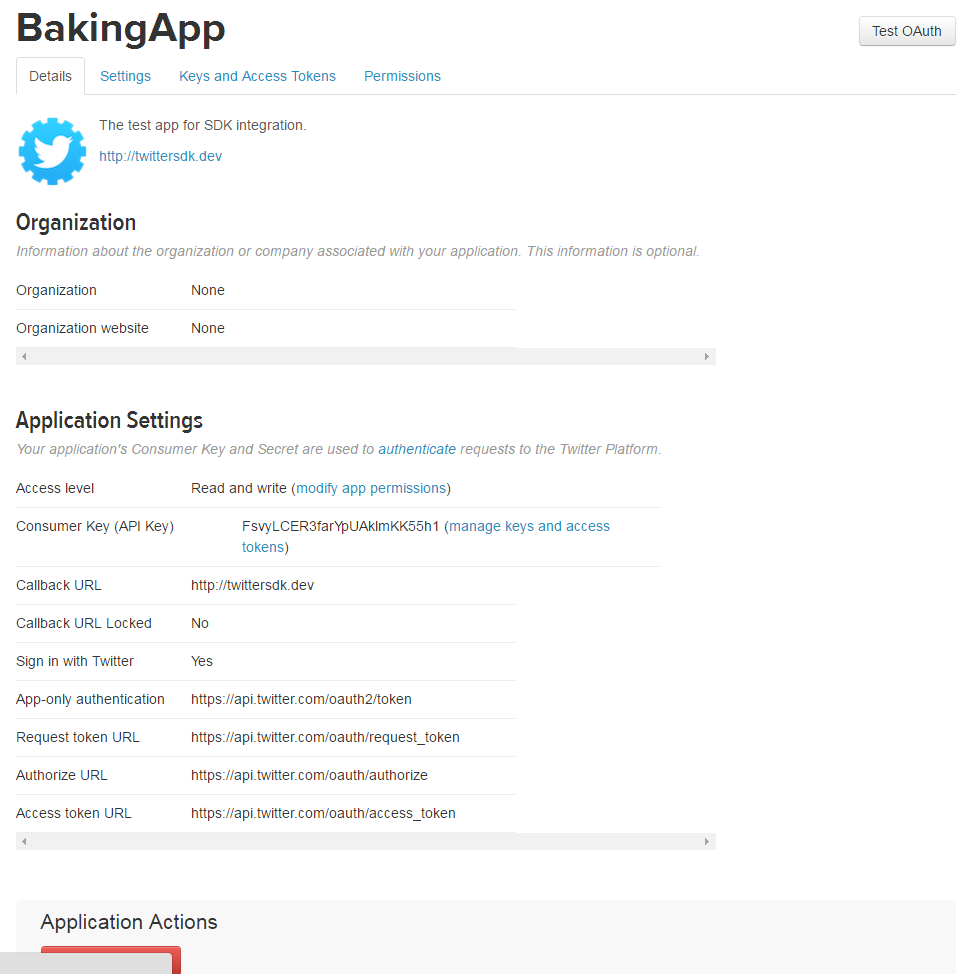 BakingApp
Test OAuth
Details Settings Keys and Access Tokens Permissions
The test app for SDK integration.
http://twittersdk.dev
Organization
Information about the organization or company associated with your application. This information is optional.
Organization None
Organization website None
Application Settings
Your application's Consumer Key and Secret are used to authenticate requests to the Twitter Platform.
Access level Read and write (modify app permissions)
Consumer Key (API Key) FsvyLCER3farYpUAklmKK55h1 (manage keys and access
tokens)
Callback URL http://twittersdk.dev
Callback URL Locked No
Sign in with Twitter Yes
App-only authentication https://api.twitter.com/oauth2/token
Request token URL https://api.twitter.com/oauth/request_token
Authorize URL https://api.twitter.com/oauth/authorize
Access token URL https://api.twitter.com/oauth/access_token
Application Actions